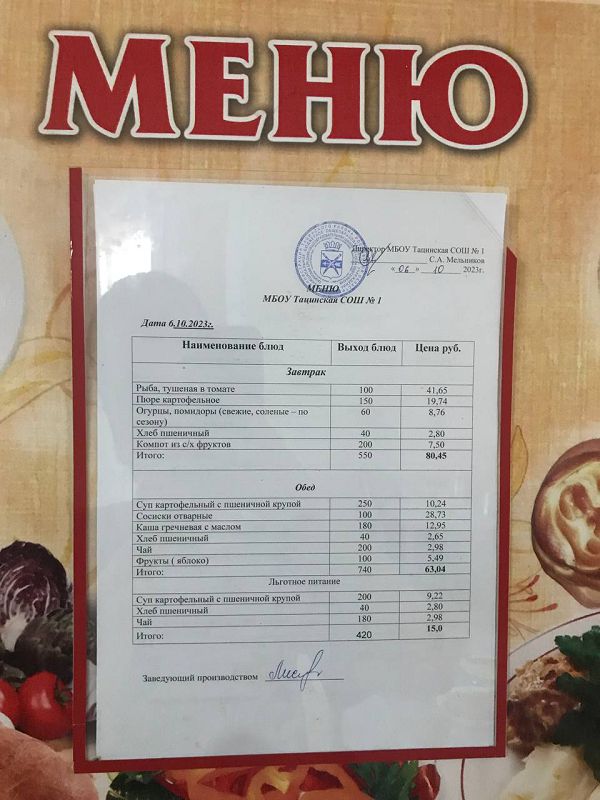 МЕНЮ
Директор МБОУ Тацинская СОШ № 1
С.А. Мельников
« 06 » 10 2023г.
МЕНЮ
МБОУ Тацинская СОШ № 1
Дата 6.10.2023г.
Наименование блюд Выход блюд Цена руб.
Завтрак
Рыба, тушеная в томате 100 41,65
Пюре картофельное 150 19,74
Огурцы, помидоры (свежие, соленые – по 60 8,76
сезону)
Хлеб пшеничный 40 2,80
Компот из с/х фруктов 200 7,50
Итого: 550 80,45
Обед
Суп картофельный с пшеничной крупой 250 10,24
Сосиски отварные 100 28,73
Каша гречневая с маслом 180 12,95
Хлеб пшеничный 40 2,65
Чай 200 2,98
Фрукты ( яблоко) 100 5,49
Итого: 740 63,04
Льготное питание
Суп картофельный с пшеничной крупой 200 9,22
Хлеб пшеничный 40 2,80
Чай 180 2,98
Итого: 420 15,0
Заведующий производством